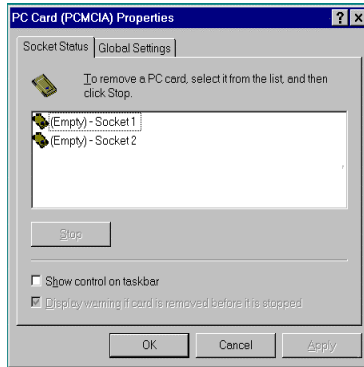 PC Card (PCMCIA) Properties
Socket Status
Global Settings
To remove a PC card, select it from the list, and then
click Stop.
(Empty) - Socket 1
(Empty) - Socket 2
Stop
Show control on taskbar
Display warning if card is removed before it is stopped
OK
Cancel
Apply